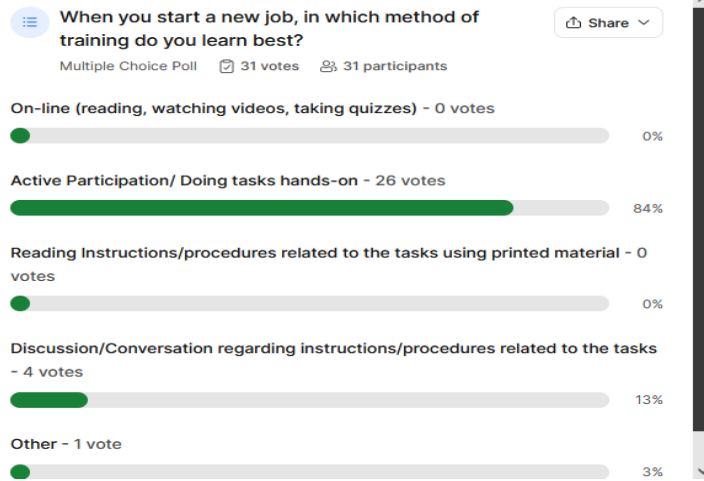 When you start a new job, in which method of
training do you learn best?
Share
Multiple Choice Poll 31 votes 31 participants
On-line (reading, watching videos, taking quizzes) - 0 votes
0%
Active Participation/ Doing tasks hands-on - 26 votes
84%
Reading Instructions/procedures related to the tasks using printed material - 0
votes
0%
Discussion/Conversation regarding instructions/procedures related to the tasks
- 4 votes
13%
Other - 1 vote
3%